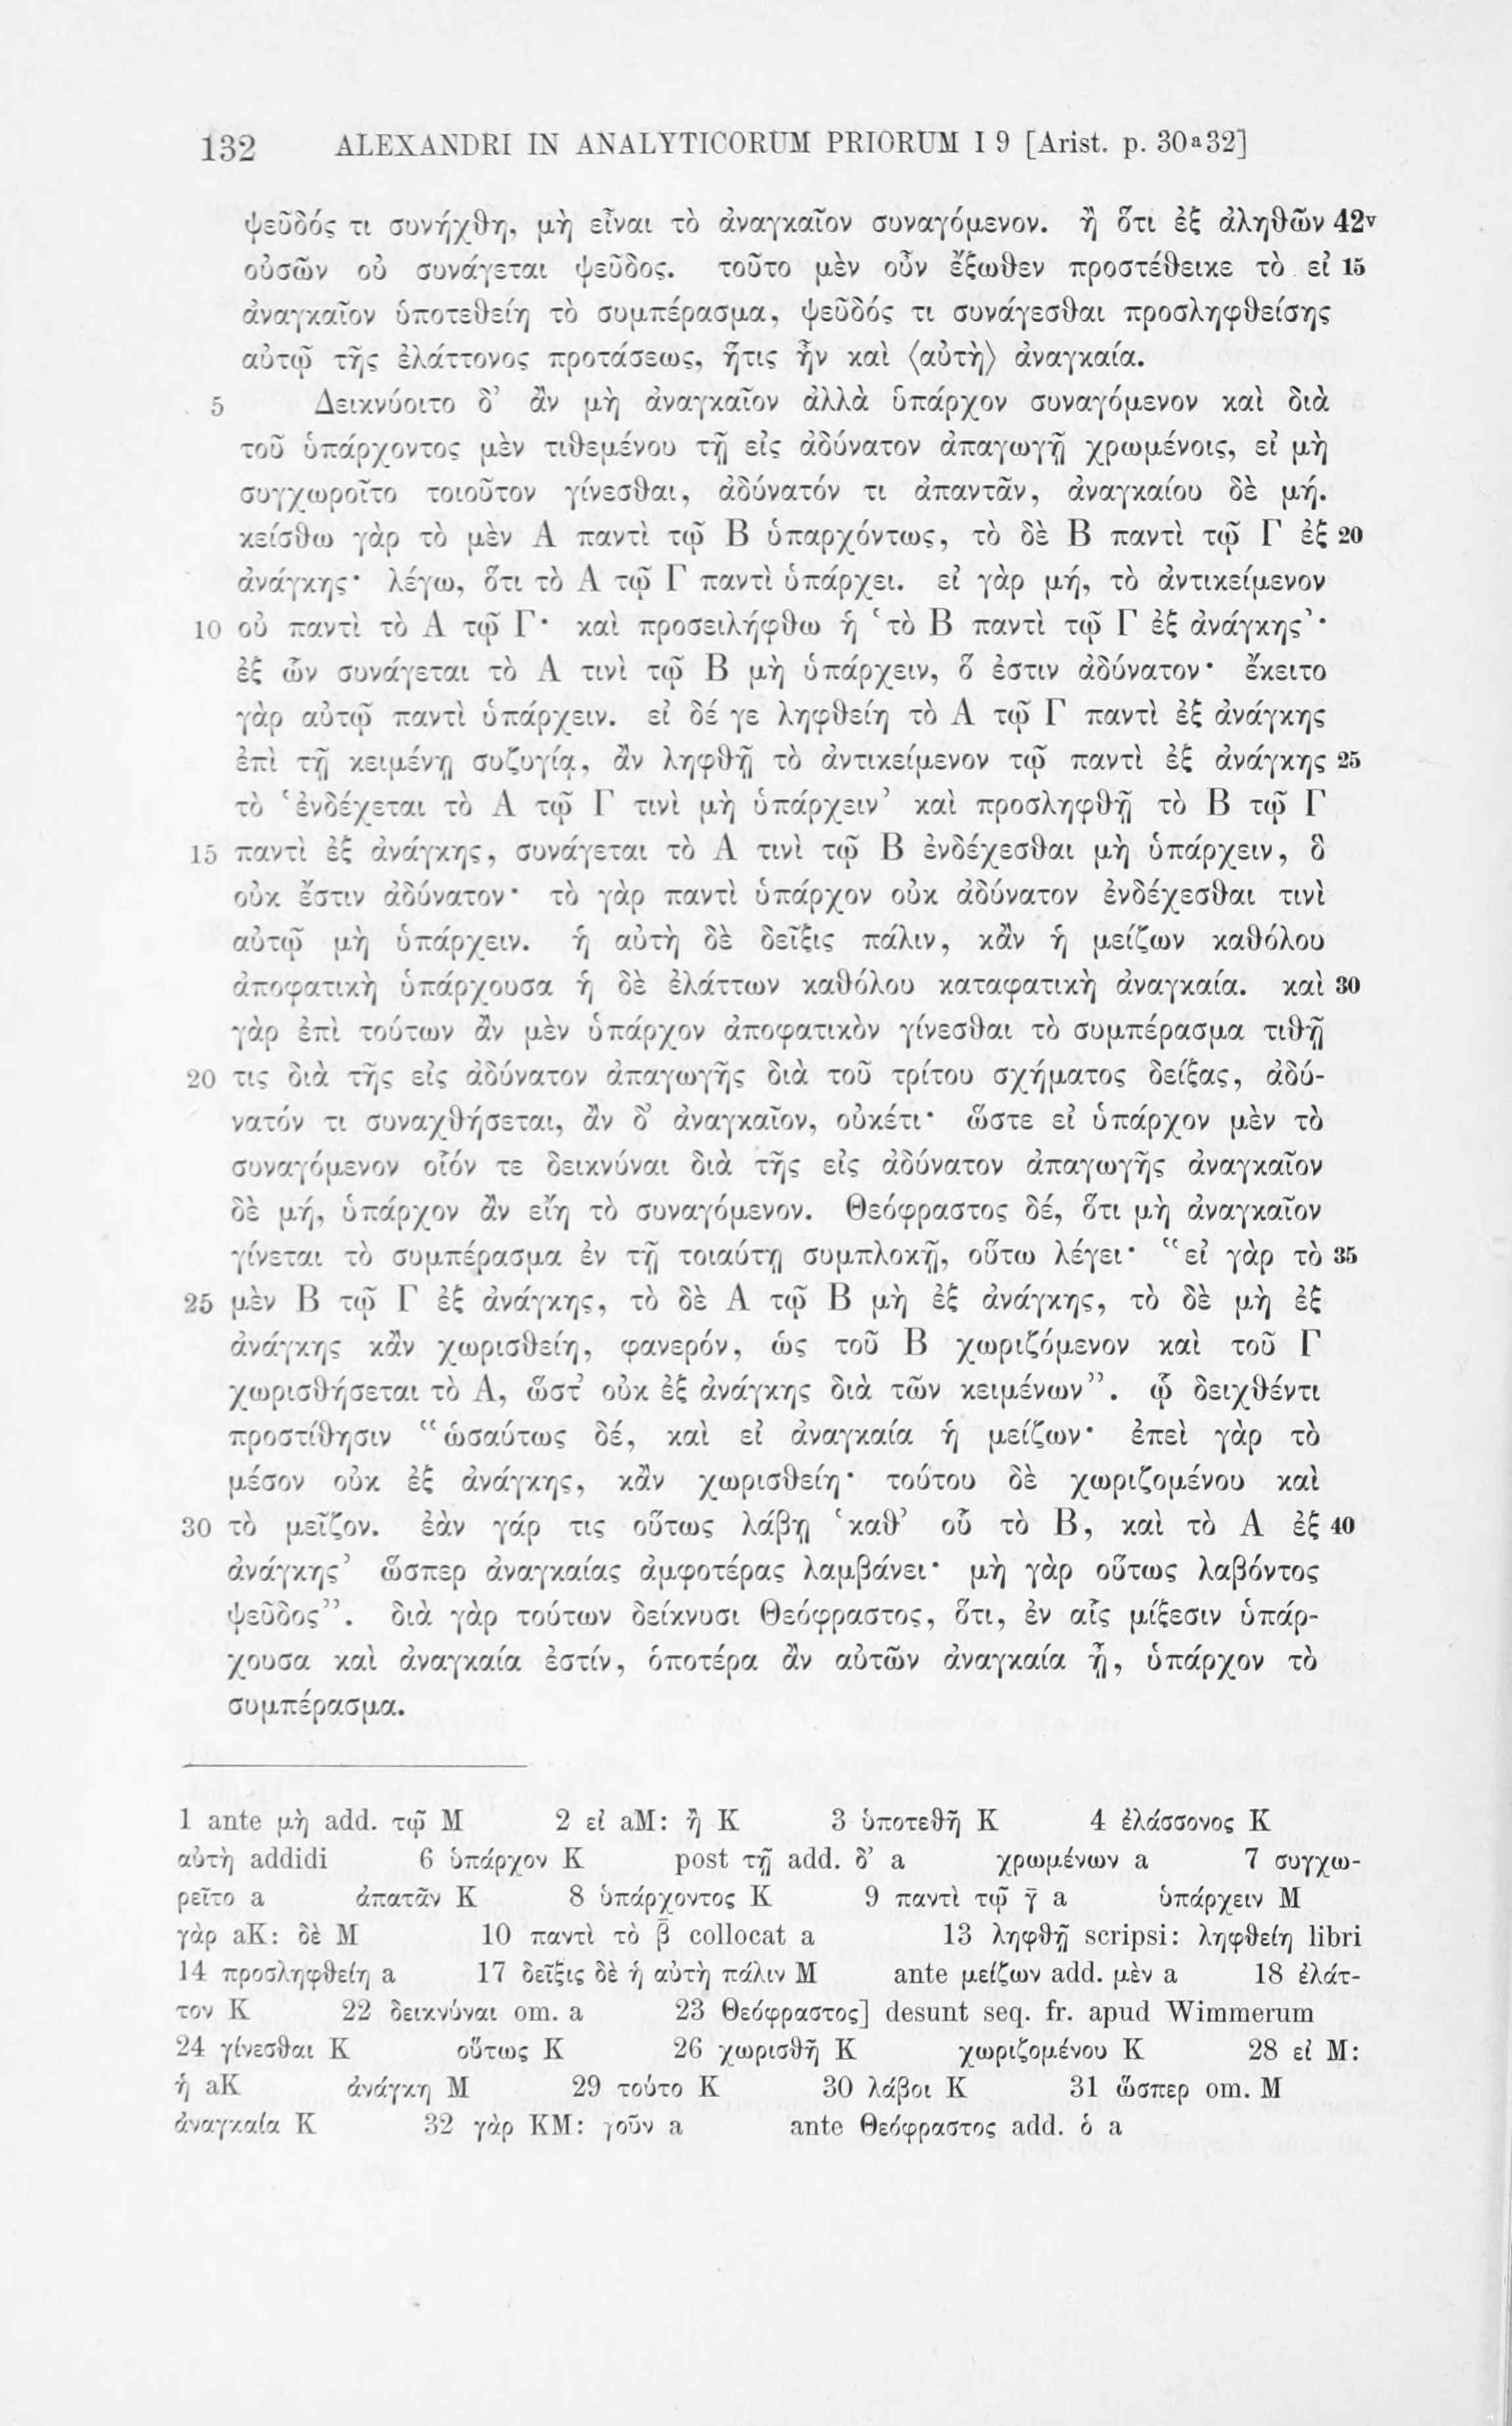 132 ALEXANDRI IN ANALYTICORUM PRIORUM I 9 [Arist. p. 30a32]
ψεῦδός τι συνήχθη, μὴ εἶναι τὸ ἀναγκαῖον συναγόμενον. ἢ ὅτι ἐξ ἀληθῶν 42v
οὐσῶν οὐ συνάγεται ψεῦδος. τοῦτο μὲν οὖν ἔξωθεν προστέθεικε τὸ εἰ 15
ἀναγκαῖον ὑποτεθείη τὸ συμπέρασμα, ψεῦδός τι συνάγεσθαι προσληφθείσης
αὐτῷ τῆς ἐλάττονος προτάσεως, ἥτις ἦν καὶ ⟨αὐτὴ⟩ ἀναγκαία.
5 Δεικνύοιτο δ’ ἂν μὴ ἀναγκαῖον ἀλλὰ ὑπάρχον συναγόμενον καὶ διὰ
τοῦ ὑπάρχοντος μὲν τιθεμένου τῇ εἰς ἀδύνατον ἀπαγωγῇ χρωμένοις, εἰ μὴ
συγχωροῖτο τοιοῦτον γίνεσθαι, ἀδύνατόν τι ἀπαντᾶν, ἀναγκαίου δὲ μή.
κείσθω γὰρ τὸ μὲν Α παντὶ τῷ Β ὑπαρχόντως, τὸ δὲ Β παντὶ τῷ Γ ἐξ 20
ἀνάγκης· λέγω, ὅτι τὸ Α τῷ Γ παντὶ ὑπάρχει. εἰ γὰρ μή, τὸ ἀντικείμενον
10 οὐ παντὶ τὸ Α τῷ Γ· καὶ προσειλήφθω ἡ ‘τὸ Β παντὶ τῷ Γ ἐξ ἀνάγκης’·
ἐξ ὧν συνάγεται τὸ Α τινὶ τῷ Β μὴ ὑπάρχειν, ὅ ἐστιν ἀδύνατον· ἔκειτο
γὰρ αὐτῷ παντὶ ὑπάρχειν. εἰ δέ γε ληφθείη τὸ Α τῷ Γ παντὶ ἐξ ἀνάγκης
ἐπὶ τῇ κειμένῃ συζυγίᾳ, ἂν ληφθῇ τὸ ἀντικείμενον τῷ παντὶ ἐξ ἀνάγκης 25
τὸ ‘ἐνδέχεται τὸ Α τῷ Γ τινὶ μὴ ὑπάρχειν’ καὶ προσληφθῇ τὸ Β τῷ Γ
15 παντὶ ἐξ ἀνάγκης, συνάγεται τὸ Α τινὶ τῷ Β ἐνδέχεσθαι μὴ ὑπάρχειν, ὃ
οὐκ ἔστιν ἀδύνατον· τὸ γὰρ παντὶ ὑπάρχον οὐκ ἀδύνατον ἐνδέχεσθαι τινὶ
αὐτῷ μὴ ὑπάρχειν. ἡ αὐτὴ δὲ δεῖξις πάλιν, κἂν ἡ μείζων καθόλου
ἀποφατικὴ ὑπάρχουσα ἡ δὲ ἐλάττων καθόλου καταφατικὴ ἀναγκαία. καὶ 30
γὰρ ἐπὶ τούτων ἂν μὲν ὑπάρχον ἀποφατικὸν γίνεσθαι τὸ συμπέρασμα τιθῇ
20 τις διὰ τῆς εἰς ἀδύνατον ἀπαγωγῆς διὰ τοῦ τρίτου σχήματος δείξας, ἀδύ-
νατόν τι συναχθήσεται, ἂν δ’ ἀναγκαῖον, οὐκέτι· ὥστε εἰ ὑπάρχον μὲν τὸ
συναγόμενον οἷόν τε δεικνύναι διὰ τῆς εἰς ἀδύνατον ἀπαγωγῆς ἀναγκαῖον
δὲ μή, ὑπάρχον ἂν εἴη τὸ συναγόμενον. Θεόφραστος δέ, ὅτι μὴ ἀναγκαῖον
γίνεται τὸ συμπέρασμα ἐν τῇ τοιαύτῃ συμπλοκῇ, οὕτω λέγει· “εἰ γὰρ τὸ 35
25 μὲν Β τῷ Γ ἐξ ἀνάγκης, τὸ δὲ Α τῷ Β μὴ ἐξ ἀνάγκης, τὸ δὲ μὴ ἐξ
ἀνάγκης κἂν χωρισθείη, φανερόν, ὡς τοῦ Β χωριζόμενον καὶ τοῦ Γ
χωρισθήσεται τὸ Α, ὥστ’ οὐκ ἐξ ἀνάγκης διὰ τῶν κειμένων”. ᾧ δειχθέντι
προστίθησιν “ὡσαύτως δέ, καὶ εἰ ἀναγκαία ἡ μείζων· ἐπεὶ γὰρ τὸ
μέσον οὐκ ἐξ ἀνάγκης, κἂν χωρισθείη· τούτου δὲ χωριζομένου καὶ
30 τὸ μεῖζον. ἐὰν γάρ τις οὕτως λάβῃ ‘καθ’ οὗ τὸ Β, καὶ τὸ Α ἐξ 40
ἀνάγκης’ ὥσπερ ἀναγκαίας ἀμφοτέρας λαμβάνει· μὴ γὰρ οὕτως λαβόντος
ψεῦδος”. διὰ γὰρ τούτων δείκνυσι Θεόφραστος, ὅτι, ἐν αἷς μίξεσιν ὑπάρ-
χουσα καὶ ἀναγκαία ἐστίν, ὁποτέρα ἂν αὐτῶν ἀναγκαία ᾖ, ὑπάρχον τὸ
συμπέρασμα.
1 ante μὴ add. τῷ M 2 εἰ aM: ἢ K 3 ὑποτεθῇ K 4 ἐλάσσονος K
αὐτὴ addidi 6 ὑπάρχον K post τῇ add. δ’ a χρωμένων a 7 συγχω-
ρεῖτο a ἀπατᾶν K 8 ὑπάρχοντος K 9 παντὶ τῷ γ̄ a ὑπάρχειν M
γὰρ aK: δὲ M 10 παντὶ τὸ β̄ collocat a 13 ληφθῇ scripsi: ληφθείη libri
14 προσληφθείη a 17 δεῖξις δὲ ἡ αὐτὴ πάλιν M ante μείζων add. μὲν a 18 ἐλάτ-
τον K 22 δεικνύναι om. a 23 Θεόφραστος] desunt seq. fr. apud Wimmerum
24 γίνεσθαι K οὕτως K 26 χωρισθῇ K χωριζομένου K 28 εἰ M:
ἡ aK ἀνάγκη M 29 τούτο K 30 λάβοι K 31 ὥσπερ om. M
ἀναγκαία K 32 γὰρ KM: γοῦν a ante Θεόφραστος add. ὁ a